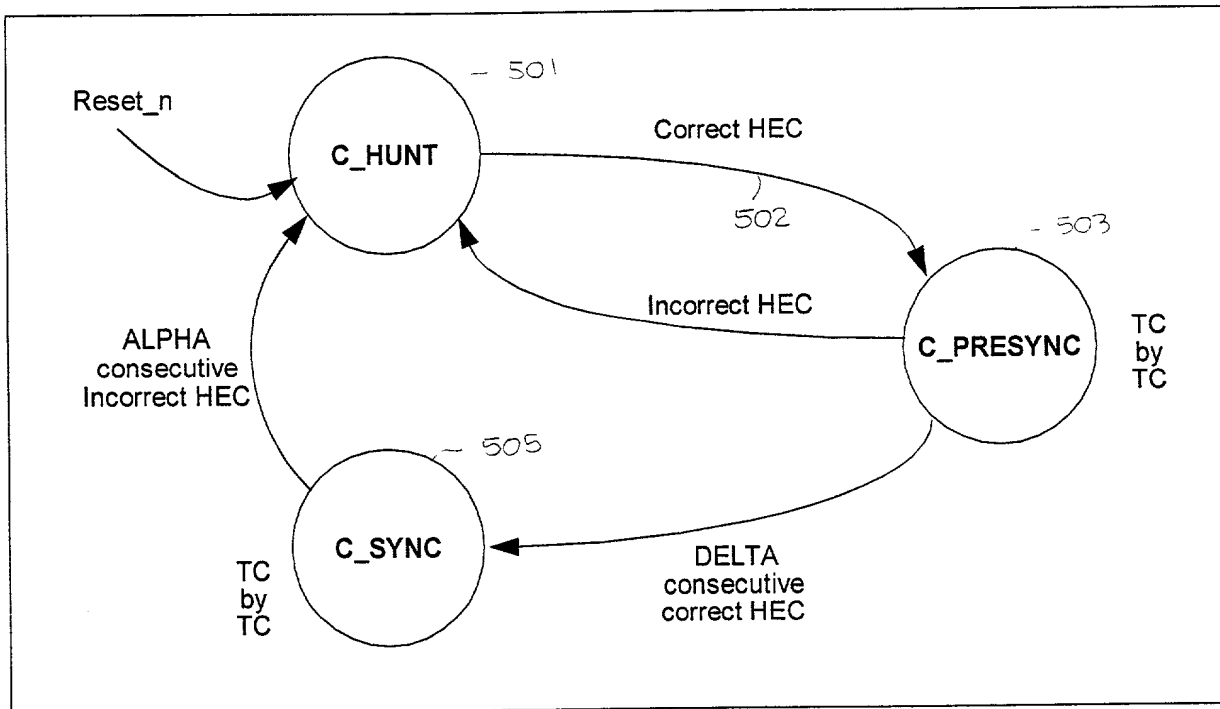 - 501
Reset_n
C_HUNT
Correct HEC
502
- 503
Incorrect HEC
C_PRESYNC
TC
by
TC
ALPHA
consecutive
Incorrect HEC
- 505
C_SYNC
TC
by
TC
DELTA
consecutive
correct HEC